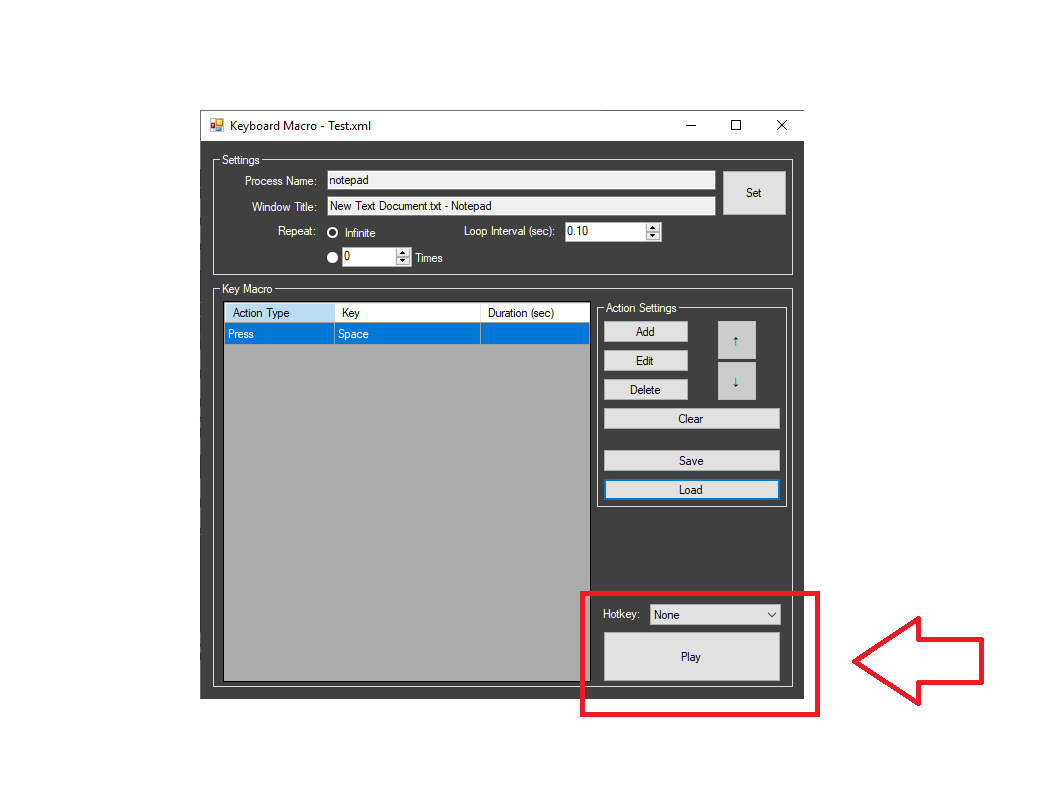 Keyboard Macro - Test.xml
Settings
Process Name: notepad
Set
Window Title: New Text Document.txt - Notepad
Repeat: Infinite Loop Interval (sec): 0.10
0 Times
Key Macro
Action Type Key Duration (sec)
Press Space
Action Settings
Add ↑
Edit
Delete ↓
Clear
Save
Load
Hotkey: None
Play